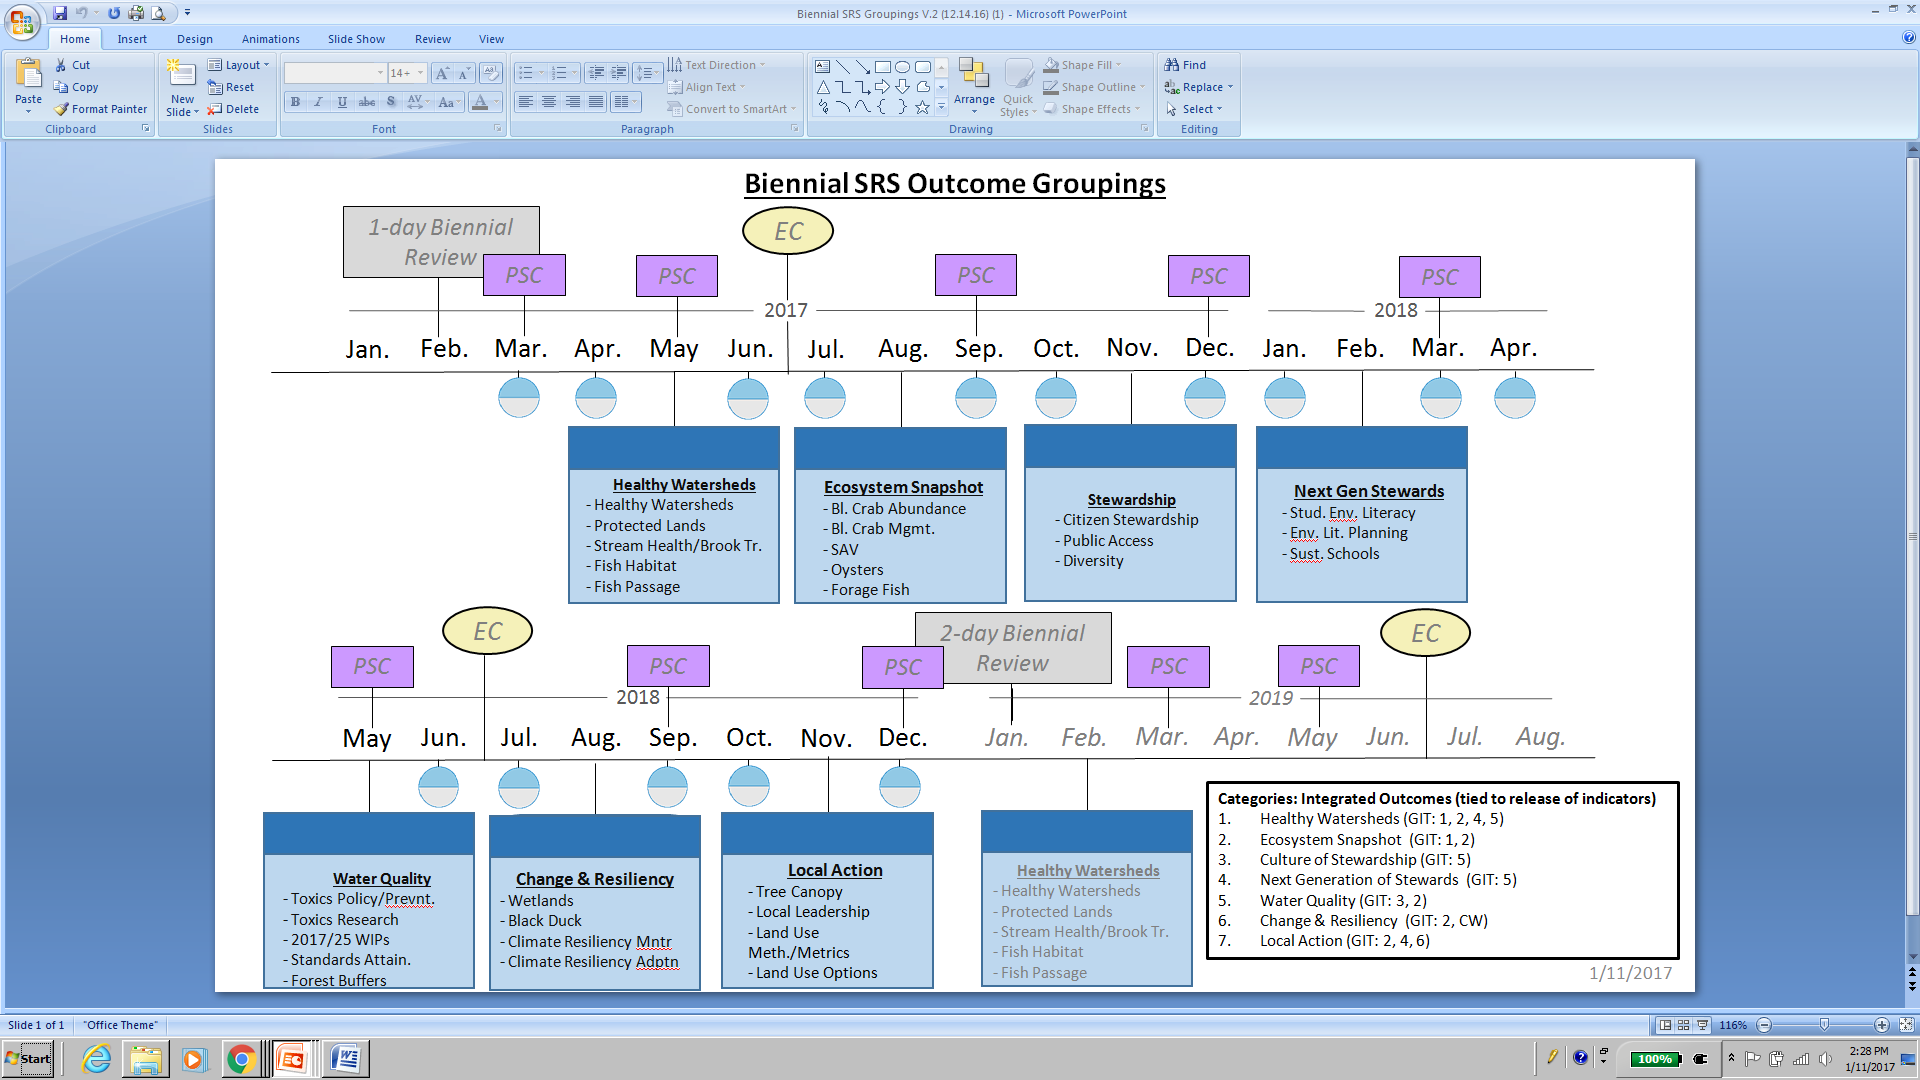 Biennial SRS Groupings V.2 (12.14.16) (1) - Microsoft PowerPoint
Home Insert Design Animations Slide Show Review View
Paste
Cut
Copy
Format Painter
Clipboard
New
Slide
Layout
Reset
Delete
Slides
14+
B I U abc S AV Aa A
Font
Text Direction
Align Text
Convert to SmartArt
Paragraph
Arrange
Quick
Styles
Shape Fill
Shape Outline
Shape Effects
Drawing
Find
Replace
Select
Editing
Biennial SRS Outcome Groupings
1-day Biennial
Review
EC
PSC PSC PSC PSC PSC
2017 2018
Jan. Feb. Mar. Apr. May Jun. Jul. Aug. Sep. Oct. Nov. Dec. Jan. Feb. Mar. Apr.
Healthy Watersheds
- Healthy Watersheds
- Protected Lands
- Stream Health/Brook Tr.
- Fish Habitat
- Fish Passage
Ecosystem Snapshot
- Bl. Crab Abundance
- Bl. Crab Mgmt.
- SAV
- Oysters
- Forage Fish
Stewardship
- Citizen Stewardship
- Public Access
- Diversity
Next Gen Stewards
- Stud. Env. Literacy
- Env. Lit. Planning
- Sust. Schools
EC
2-day Biennial
Review
EC
PSC PSC PSC PSC PSC
2018 2019
May Jun. Jul. Aug. Sep. Oct. Nov. Dec. Jan. Feb. Mar. Apr. May Jun. Jul. Aug.
Water Quality
- Toxics Policy/Prevnt.
- Toxics Research
- 2017/25 WIPs
- Standards Attain.
- Forest Buffers
Change & Resiliency
- Wetlands
- Black Duck
- Climate Resiliency Mntr
- Climate Resiliency Adptn
Local Action
- Tree Canopy
- Local Leadership
- Land Use
Meth./Metrics
- Land Use Options
Healthy Watersheds
- Healthy Watersheds
- Protected Lands
- Stream Health/Brook Tr.
- Fish Habitat
- Fish Passage
Categories: Integrated Outcomes (tied to release of indicators)
1. Healthy Watersheds (GIT: 1, 2, 4, 5)
2. Ecosystem Snapshot (GIT: 1, 2)
3. Culture of Stewardship (GIT: 5)
4. Next Generation of Stewards (GIT: 5)
5. Water Quality (GIT: 3, 2)
6. Change & Resiliency (GIT: 2, CW)
7. Local Action (GIT: 2, 4, 6)
1/11/2017
Slide 1 of 1 "Office Theme" 116%
Start 100% 2:28 PM
1/11/2017